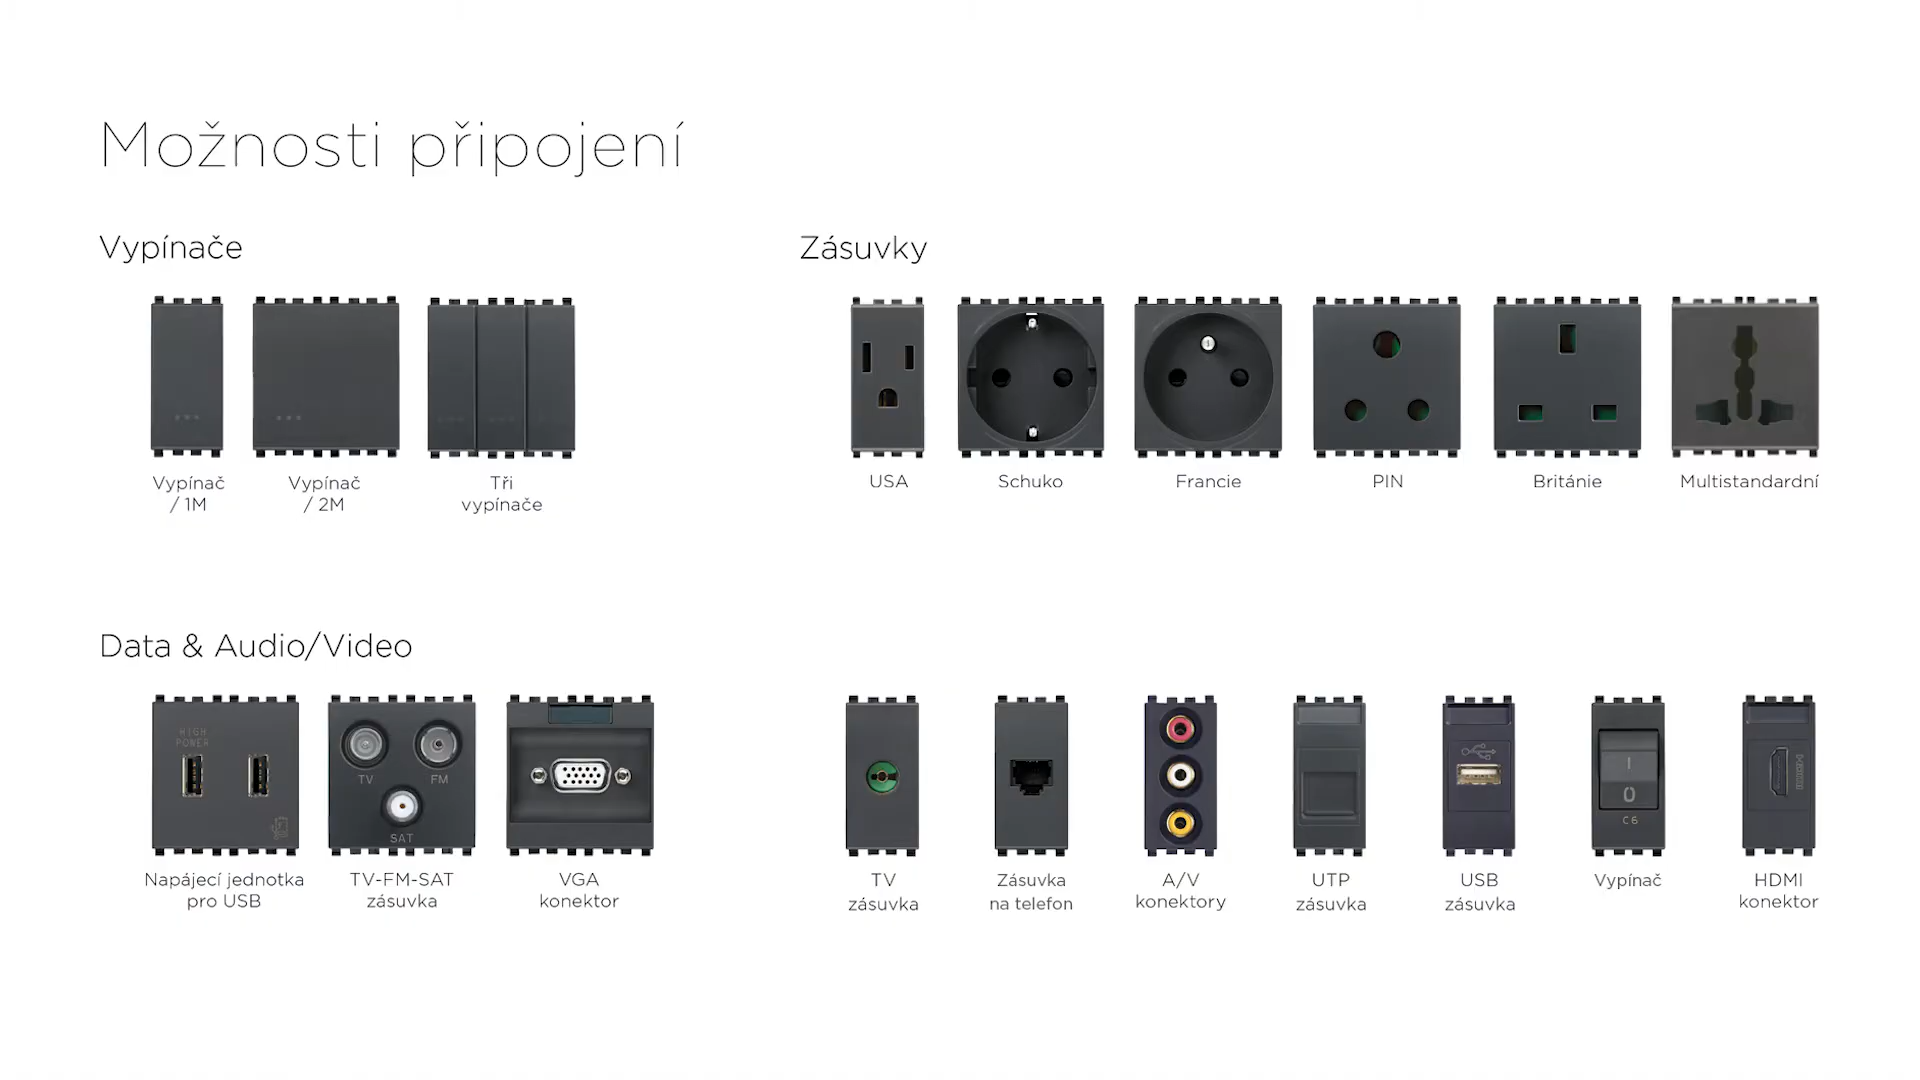 Možnosti připojení
Vypínače
Vypínač
/ 1M
Vypínač
/ 2M
Tři
vypínače
Zásuvky
USA
Schuko
Francie
PIN
Británie
Multistandardní
Data & Audio/Video
HIGH
POWER
TV
FM
SAT
Napájecí jednotka
pro USB
TV-FM-SAT
zásuvka
VGA
konektor
I
O
C6
HDMI
TV
zásuvka
Zásuvka
na telefon
A/V
konektory
UTP
zásuvka
USB
zásuvka
Vypínač
HDMI
konektor